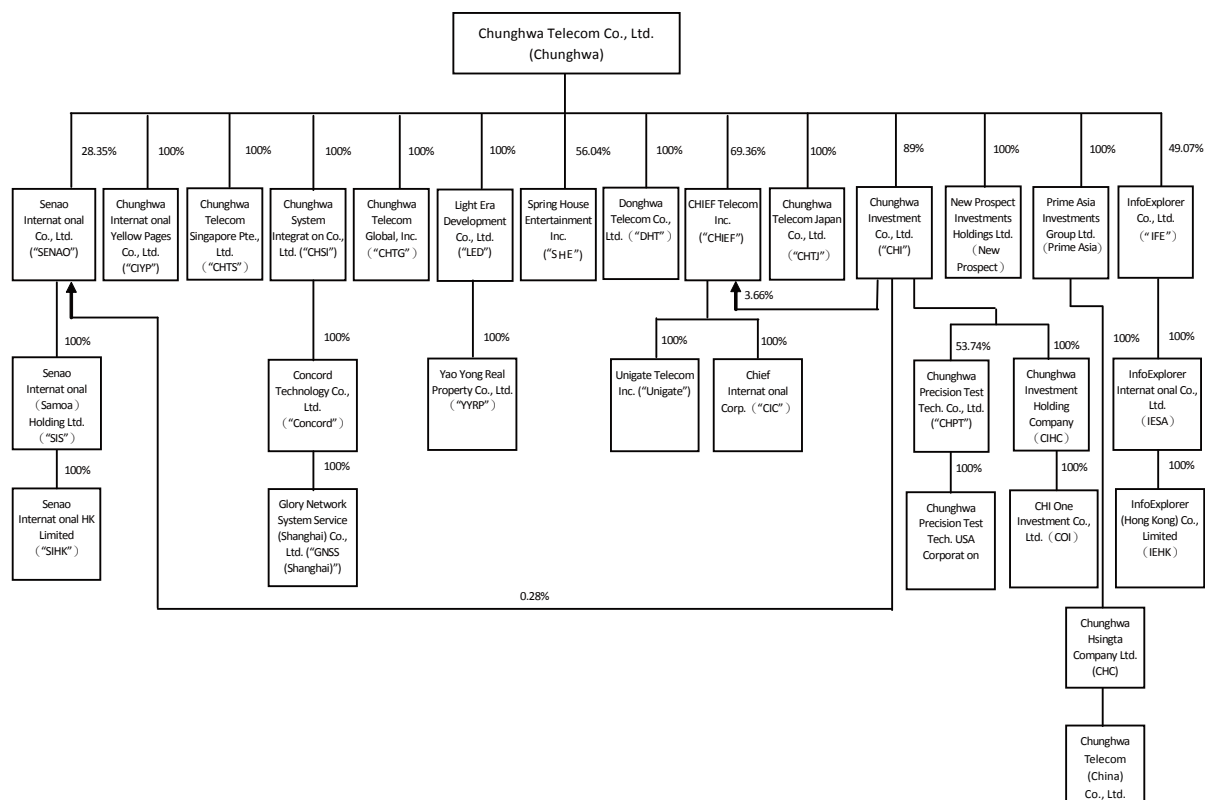 Chunghwa Telecom Co., Ltd.
(Chunghwa)
28.35%
100%
100%
100%
100%
100%
56.04%
100%
69.36%
100%
89%
100%
100%
49.07%
Senao
Internat onal
Co., Ltd.
("SENAO")
Chunghwa
International
Yellow Pages
Co., Ltd.
("CIYP")
Chunghwa
Telecom
Singapore Pte.,
Ltd.
("CHTS")
Chunghwa
System
Integrat on Co.,
Ltd. ("CHSI")
Chunghwa
Telecom
Global, Inc.
("CHTG")
Light Era
Development
Co., Ltd.
("LED")
Spring House
Entertainment
Inc.
("SHE")
Donghwa
Telecom Co.,
Ltd.（"DHT"）
CHIEF Telecom
Inc.
（"CHIEF"）
Chunghwa
Telecom Japan
Co., Ltd.
（"CHTJ"）
Chunghwa
Investment
Co., Ltd.
("CHI")
New Prospect
Investments
Holdings Ltd.
（New
Prospect）
Prime Asia
Investments
Group Ltd.
(Prime Asia）
InfoExplorer
Co., Ltd.
（"IFE"）
3.66%
100%
100%
100%
100%
100%
53.74%
100%
100%
100%
Senao
Internat onal
（Samoa）
Holding Ltd.
("SIS")
Concord
Technology Co.,
Ltd.
("Concord")
Yao Yong Real
Property Co., Ltd.
("YYRP")
Unigate Telecom
Inc. ("Unigate")
Chief
Internat onal
Corp.（"CIC"）
Chunghwa
Precision Test
Tech. Co., Ltd.
("CHPT")
Chunghwa
Investment
Holding
Company
（CIHC）
InfoExplorer
Internat onal Co.,
Ltd.
（IESA）
100%
100%
100%
100%
100%
Senao
Internat onal HK
Limited
（"SIHK"）
Glory Network
System Service
(Shanghai) Co.,
Ltd. ("GNSS
(Shanghai)")
Chunghwa
Precision Test
Tech. USA
Corporat on
CHI One
Investment Co.,
Ltd.（COI）
InfoExplorer
(Hong Kong) Co.,
Limited
（IEHK）
0.28%
Chunghwa
Hsingta
Company Ltd.
(CHC)
Chunghwa
Telecom
(China)
Co., Ltd.